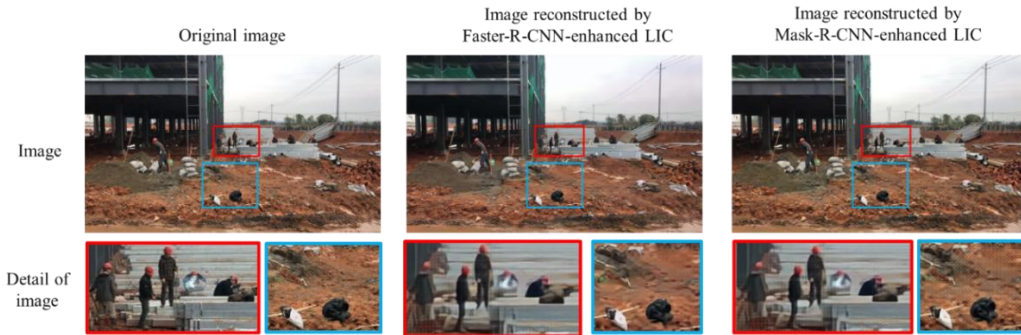 Original image
Image reconstructed by
Faster-R-CNN-enhanced LIC
Image reconstructed by
Mask-R-CNN-enhanced LIC
Image
Detail of
image